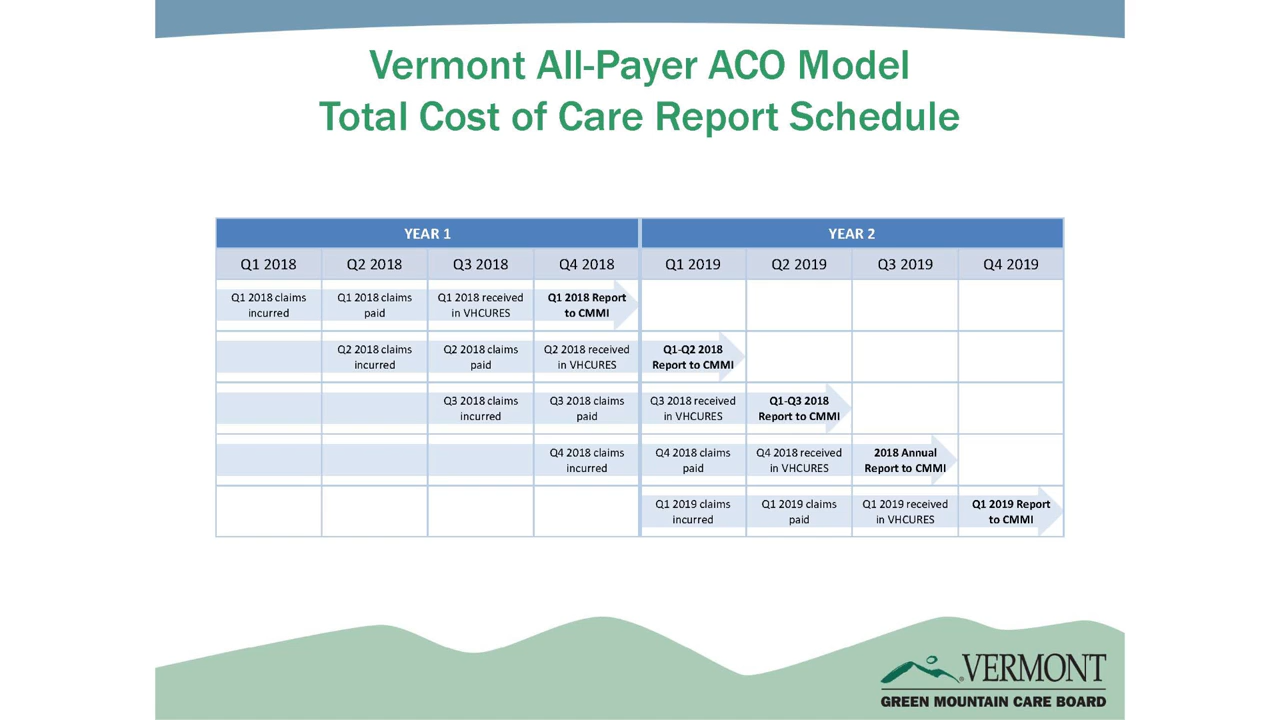 Vermont All-Payer ACO Model
Total Cost of Care Report Schedule
YEAR 1
YEAR 2
Q1 2018
Q2 2018
Q3 2018
Q4 2018
Q1 2019
Q2 2019
Q3 2019
Q4 2019
Q1 2018 claims
incurred
Q1 2018 claims
paid
Q1 2018 received
in VHCURES
Q1 2018 Report
to CMMI
Q2 2018 claims
incurred
Q2 2018 claims
paid
Q2 2018 received
in VHCURES
Q1-Q2 2018
Report to CMMI
Q3 2018 claims
incurred
Q3 2018 claims
paid
Q3 2018 received
in VHCURES
Q1-Q3 2018
Report to CMMI
Q4 2018 claims
incurred
Q4 2018 claims
paid
Q4 2018 received
in VHCURES
2018 Annual
Report to CMMI
Q1 2019 claims
incurred
Q1 2019 claims
paid
Q1 2019 received
in VHCURES
Q1 2019 Report
to CMMI
VERMONT
GREEN MOUNTAIN CARE BOARD